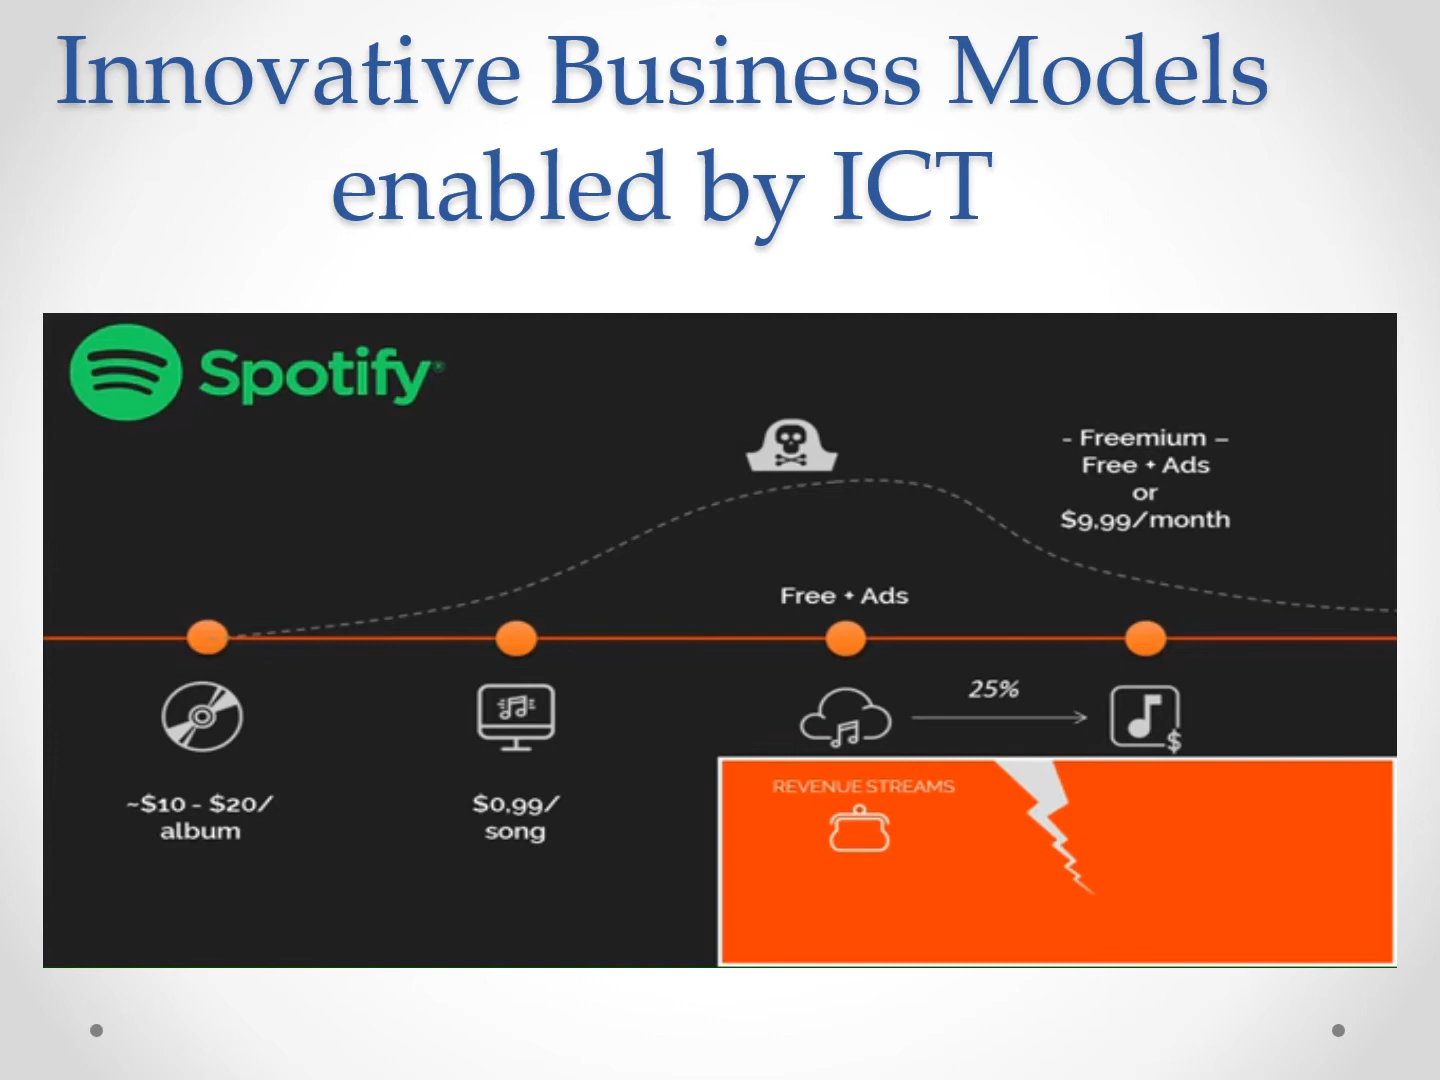 Innovative Business Models
enabled by ICT
Spotify®
- Freemium –
Free + Ads
or
$9,99/month
Free + Ads
25%
~$10 - $20/
album
$0,99/
song
$
REVENUE STREAMS